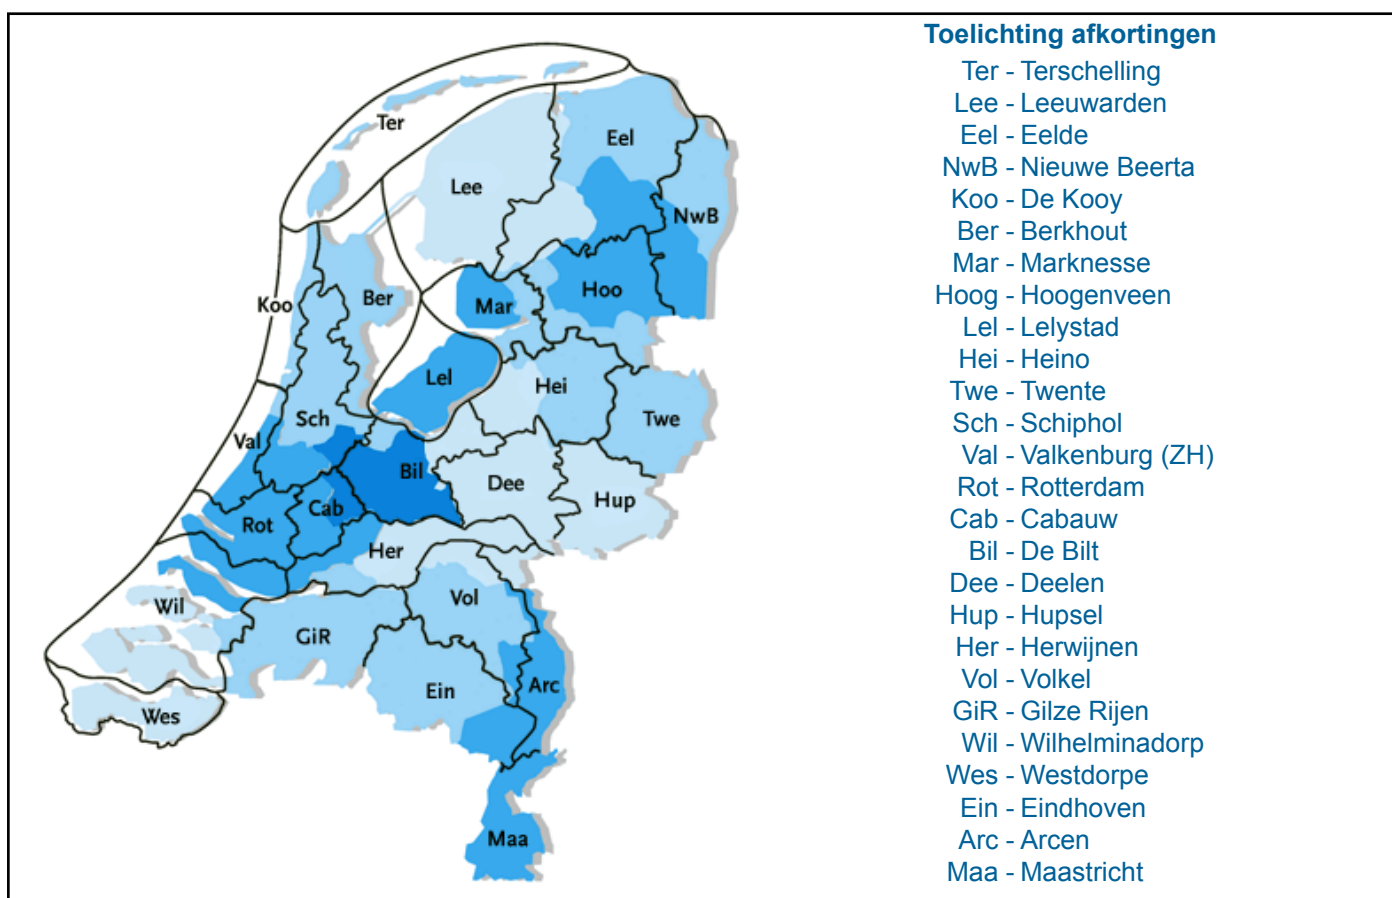 Toelichting afkortingen
Ter - Terschelling
Lee - Leeuwarden
Eel - Eelde
NwB - Nieuwe Beerta
Koo - De Kooy
Ber - Berkhout
Mar - Marknesse
Hoog - Hoogenveen
Lel - Lelystad
Hei - Heino
Twe - Twente
Sch - Schiphol
Val - Valkenburg (ZH)
Rot - Rotterdam
Cab - Cabauw
Bil - De Bilt
Dee - Deelen
Hup - Hupsel
Her - Herwijnen
Vol - Volkel
GiR - Gilze Rijen
Wil - Wilhelminadorp
Wes - Westdorpe
Ein - Eindhoven
Arc - Arcen
Maa - Maastricht
Ter
Eel
Lee
NwB
Koo
Ber
Mar
Hoo
Lel
Hei
Sch
Twe
Val
Bil
Dee
Hup
Cab
Rot
Her
Vol
Wil
GiR
Arc
Ein
Wes
Maa